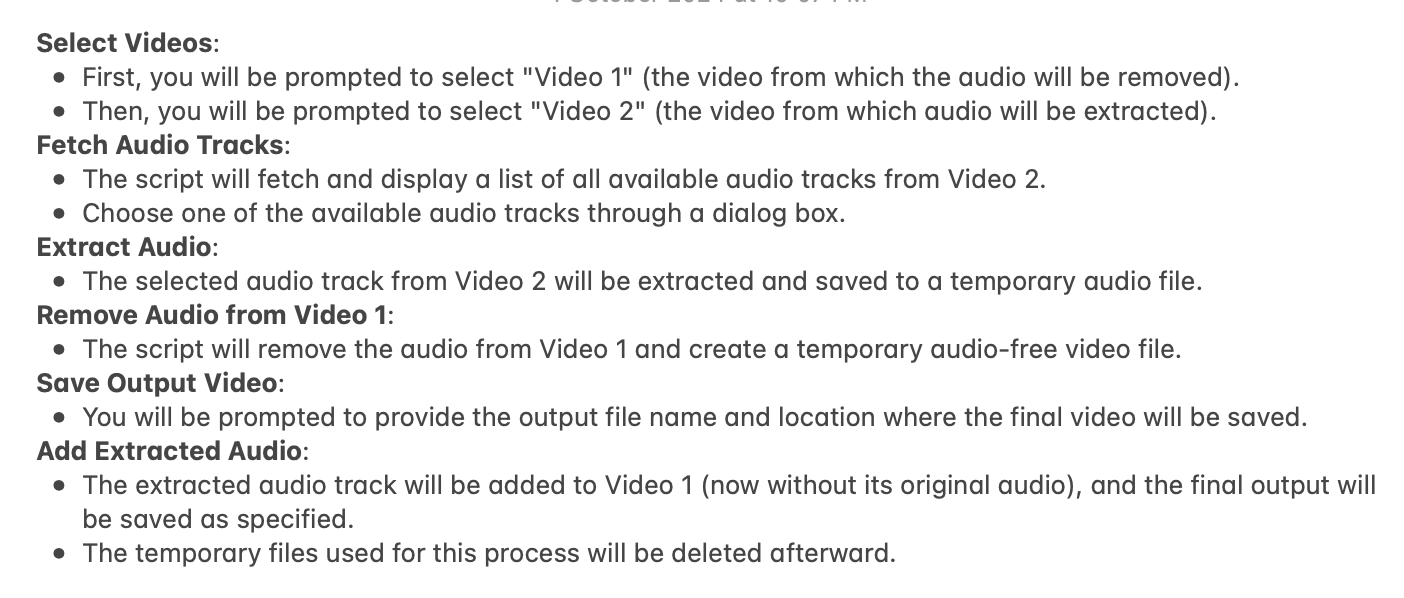 Select Videos:
• First, you will be prompted to select "Video 1" (the video from which the audio will be removed).
• Then, you will be prompted to select "Video 2" (the video from which audio will be extracted).
Fetch Audio Tracks:
• The script will fetch and display a list of all available audio tracks from Video 2.
• Choose one of the available audio tracks through a dialog box.
Extract Audio:
• The selected audio track from Video 2 will be extracted and saved to a temporary audio file.
Remove Audio from Video 1:
• The script will remove the audio from Video 1 and create a temporary audio-free video file.
Save Output Video:
• You will be prompted to provide the output file name and location where the final video will be saved.
Add Extracted Audio:
• The extracted audio track will be added to Video 1 (now without its original audio), and the final output will
be saved as specified.
• The temporary files used for this process will be deleted afterward.